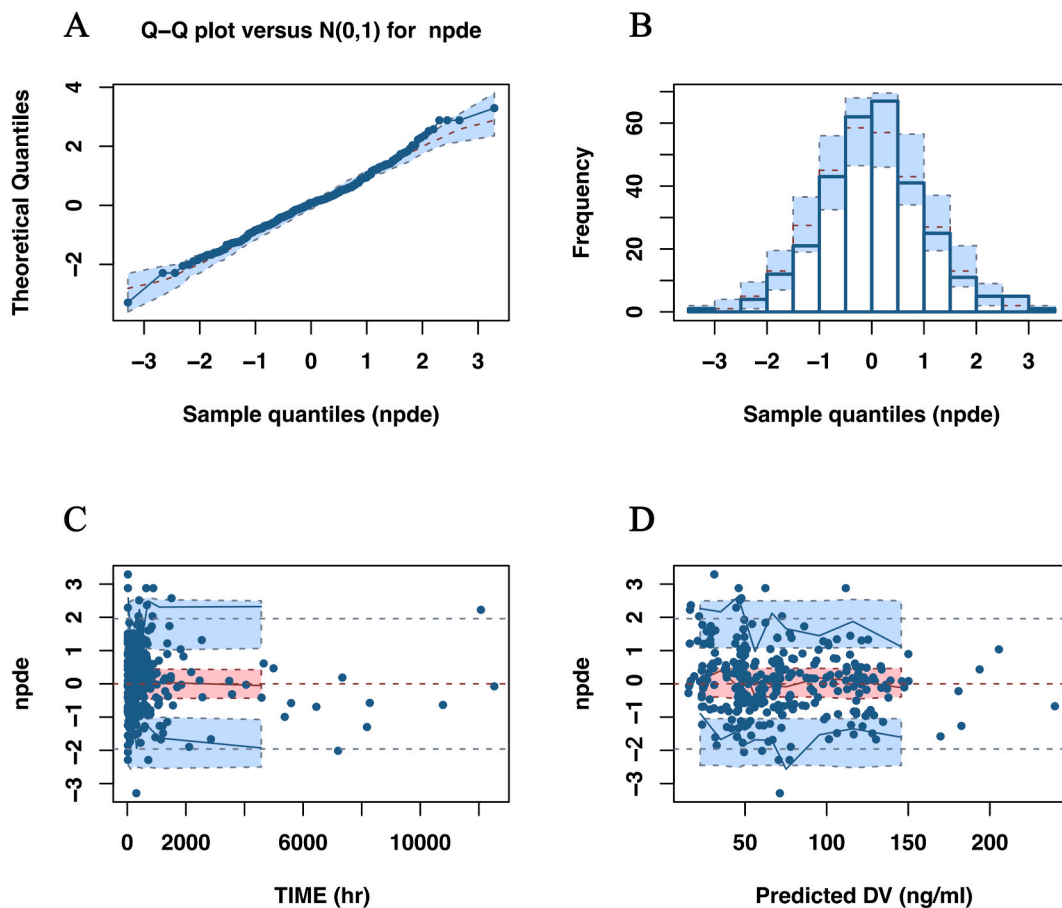 A
Q−Q plot versus N(0,1) for npde
Theoretical Quantiles
4
2
0
−2
−3 −2 −1 0 1 2 3
Sample quantiles (npde)
B
Frequency
60
40
20
0
−3 −2 −1 0 1 2 3
Sample quantiles (npde)
C
npde
3
2
1
0
−1
−2
−3
0 2000 6000 10000
TIME (hr)
D
npde
3
2
1
0
−1
−2
−3
50 100 150 200
Predicted DV (ng/ml)